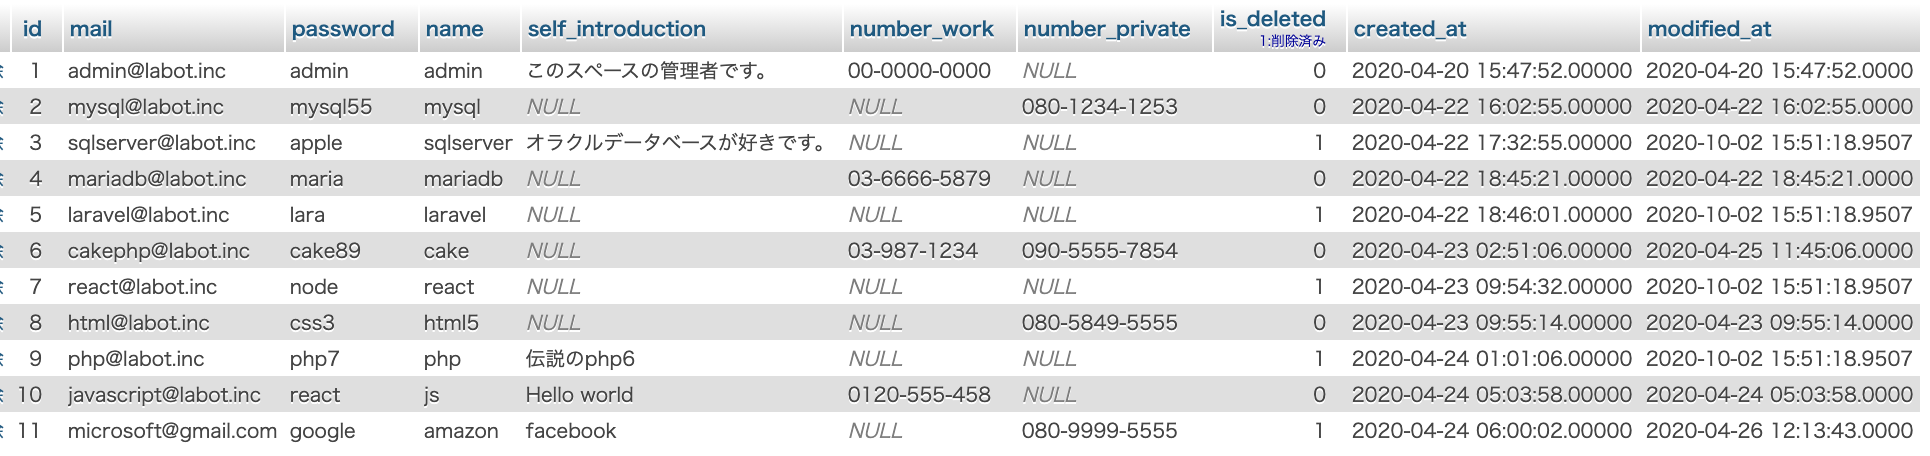 id mail password name self_introduction number_work number_private is_deleted 1:削除済み created_at modified_at
1 admin@labot.inc admin admin このスペースの管理者です。 00-0000-0000 NULL 0 2020-04-20 15:47:52.00000 2020-04-20 15:47:52.0000
2 mysql@labot.inc mysql55 mysql NULL NULL 080-1234-1253 0 2020-04-22 16:02:55.00000 2020-04-22 16:02:55.0000
3 sqlserver@labot.inc apple sqlserver オラクルデータベースが好きです。 NULL NULL 1 2020-04-22 17:32:55.00000 2020-10-02 15:51:18.9507
4 mariadb@labot.inc maria mariadb NULL 03-6666-5879 NULL 0 2020-04-22 18:45:21.00000 2020-04-22 18:45:21.0000
5 laravel@labot.inc lara laravel NULL NULL NULL 1 2020-04-22 18:46:01.00000 2020-10-02 15:51:18.9507
6 cakephp@labot.inc cake89 cake NULL 03-987-1234 090-5555-7854 0 2020-04-23 02:51:06.00000 2020-04-25 11:45:06.0000
7 react@labot.inc node react NULL NULL NULL 1 2020-04-23 09:54:32.00000 2020-10-02 15:51:18.9507
8 html@labot.inc css3 html5 NULL NULL 080-5849-5555 0 2020-04-23 09:55:14.00000 2020-04-23 09:55:14.0000
9 php@labot.inc php7 php 伝説のphp6 NULL NULL 1 2020-04-24 01:01:06.00000 2020-10-02 15:51:18.9507
10 javascript@labot.inc react js Hello world 0120-555-458 NULL 0 2020-04-24 05:03:58.00000 2020-04-24 05:03:58.0000
11 microsoft@gmail.com google amazon facebook NULL 080-9999-5555 1 2020-04-24 06:00:02.00000 2020-04-26 12:13:43.0000